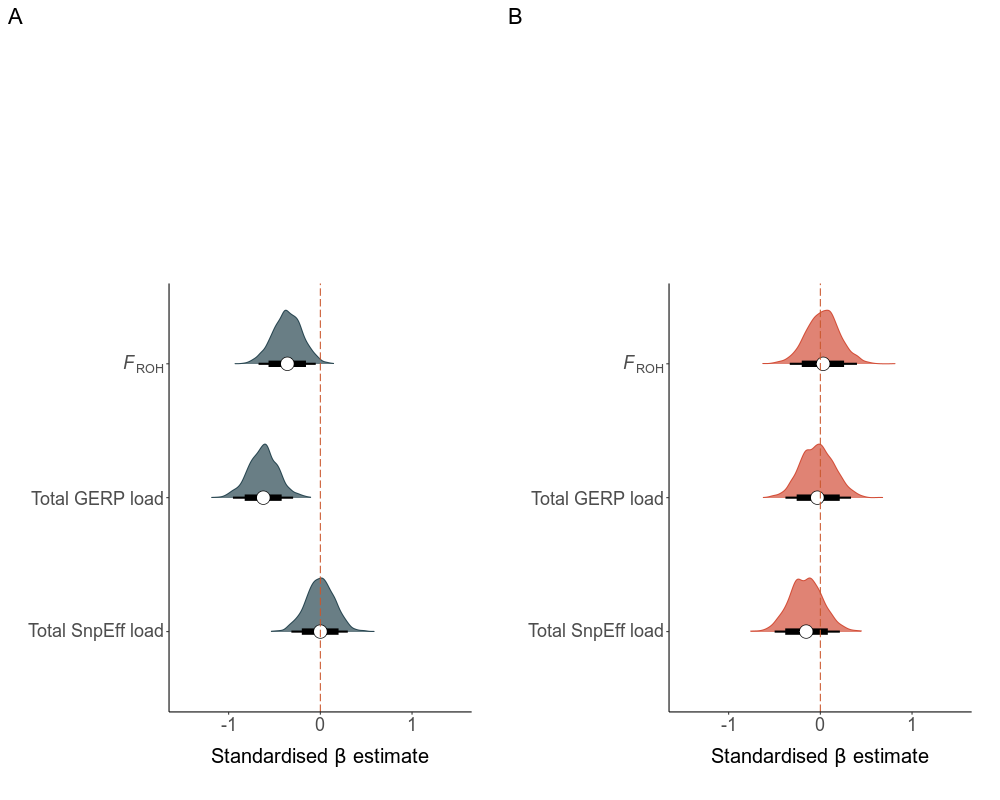 A
B
FROH
Total GERP load
Total SnpEff load
-1 0 1
Standardised β estimate
FROH
Total GERP load
Total SnpEff load
-1 0 1
Standardised β estimate